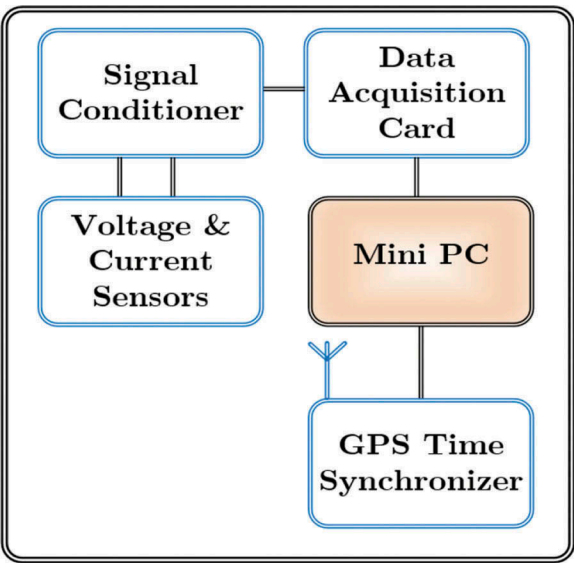 Signal
Conditioner
Data
Acquisition
Card
Voltage &
Current
Sensors
Mini PC
GPS Time
Synchronizer